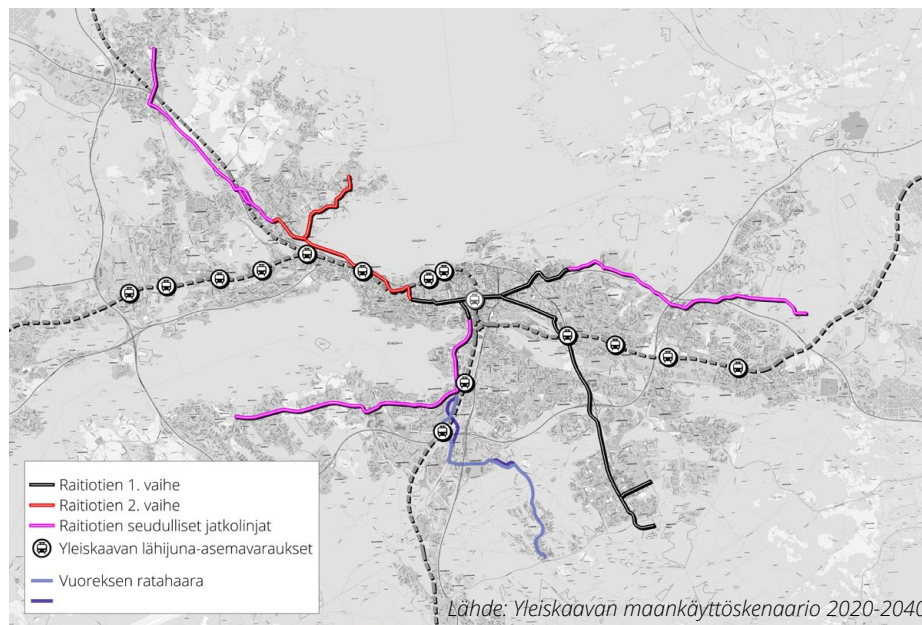 Raitiotien 1. vaihe
Raitiotien 2. vaihe
Raitiotien seudulliset jatkolinjat
Yleiskaavan lähijuna-asemavaraukset
Vuoreksen ratahaara
Lähde: Yleiskaavan maankäyttöskenaario 2020-2040